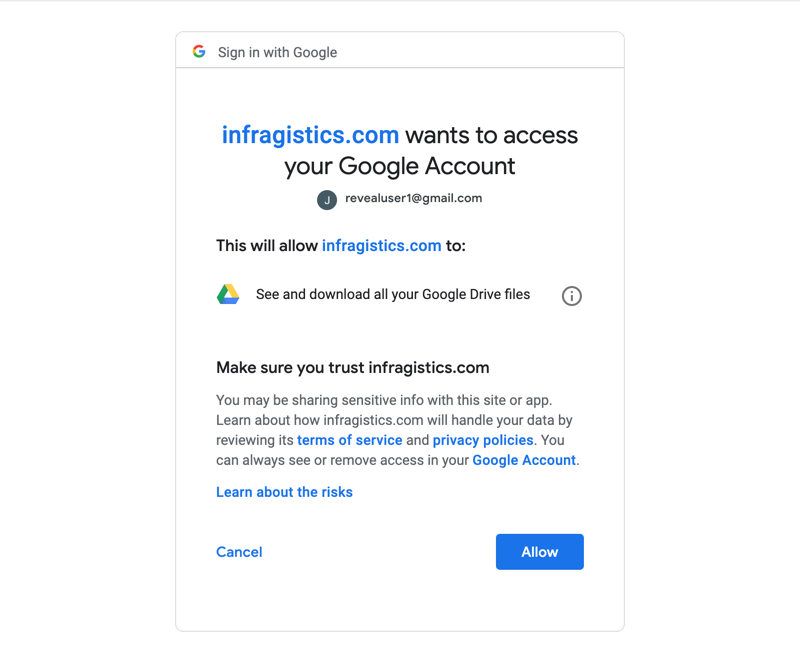 Sign in with Google
infragistics.com wants to access
your Google Account
J revealuser1@gmail.com
This will allow infragistics.com to:
See and download all your Google Drive files
Make sure you trust infragistics.com
You may be sharing sensitive info with this site or app.
Learn about how infragistics.com will handle your data by
reviewing its terms of service and privacy policies. You
can always see or remove access in your Google Account.
Learn about the risks
Cancel Allow